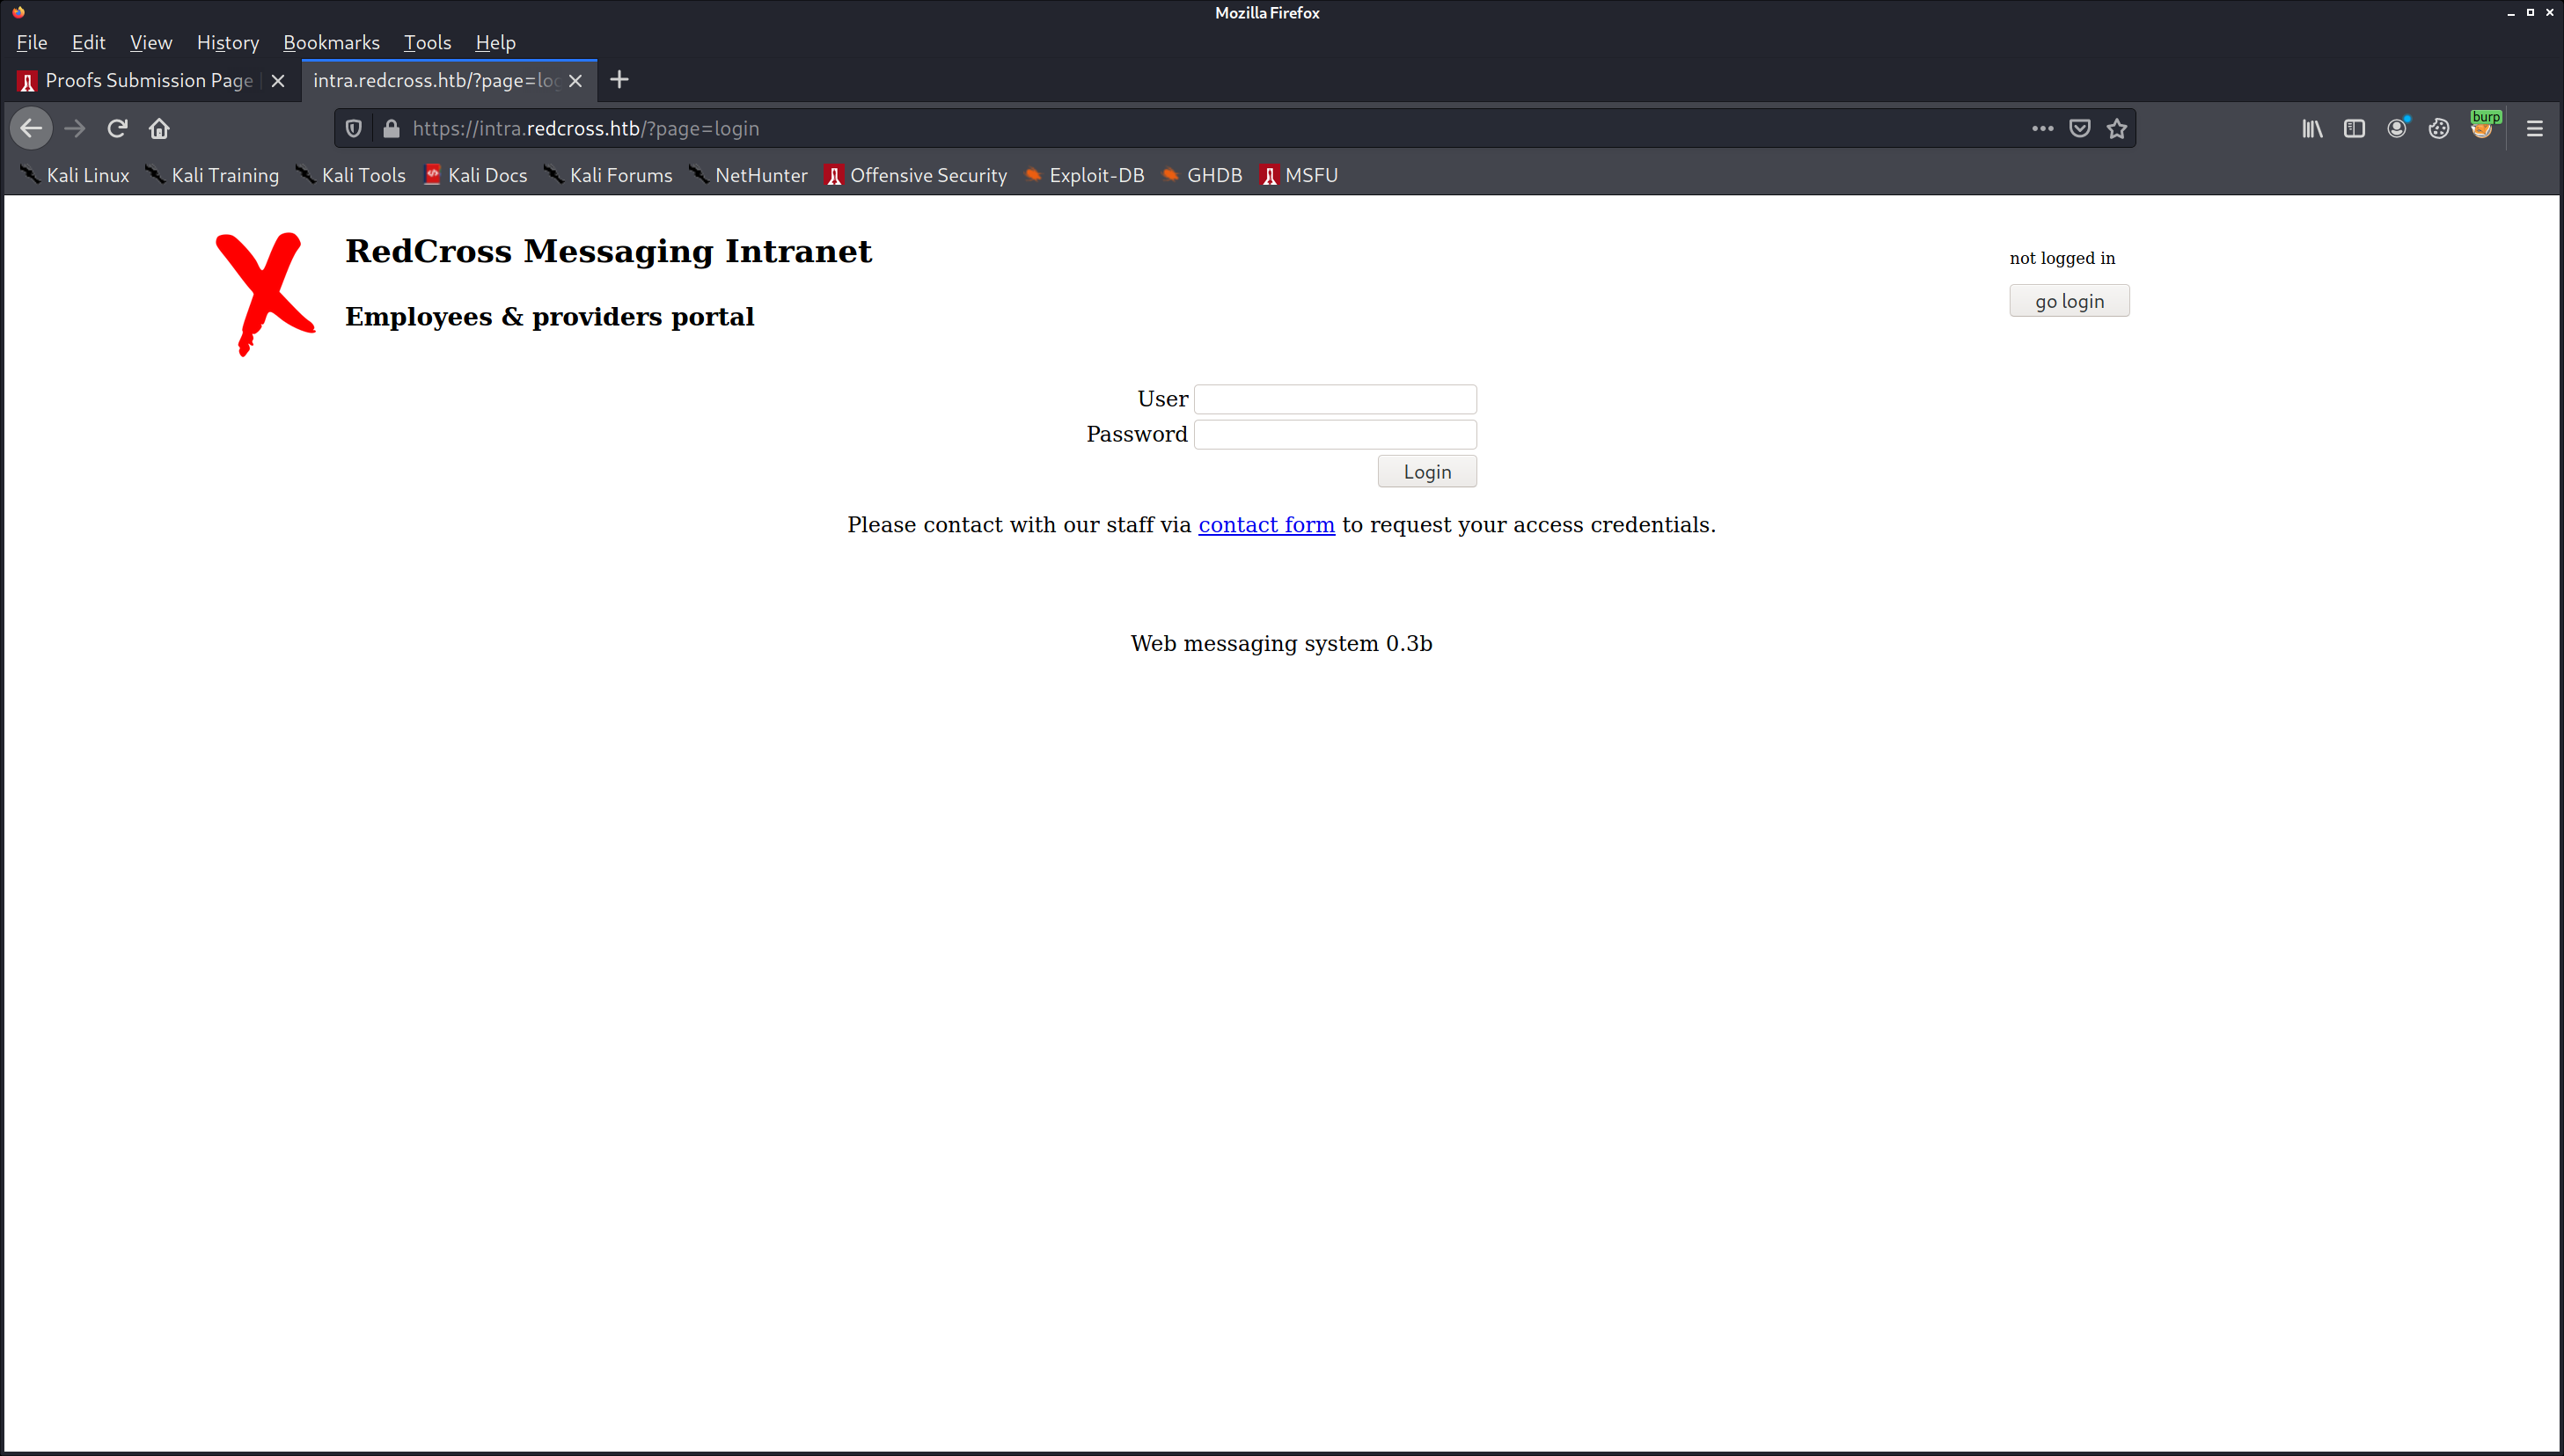 Mozilla Firefox
File Edit View History Bookmarks Tools Help
Proofs Submission Page
intra.redcross.htb/?page=log
https://intra.redcross.htb/?page=login
burp
Kali Linux Kali Training Kali Tools Kali Docs Kali Forums NetHunter Offensive Security Exploit-DB GHDB MSFU
RedCross Messaging Intranet
not logged in
go login
Employees & providers portal
User
Password
Login
Please contact with our staff via contact form to request your access credentials.
Web messaging system 0.3b